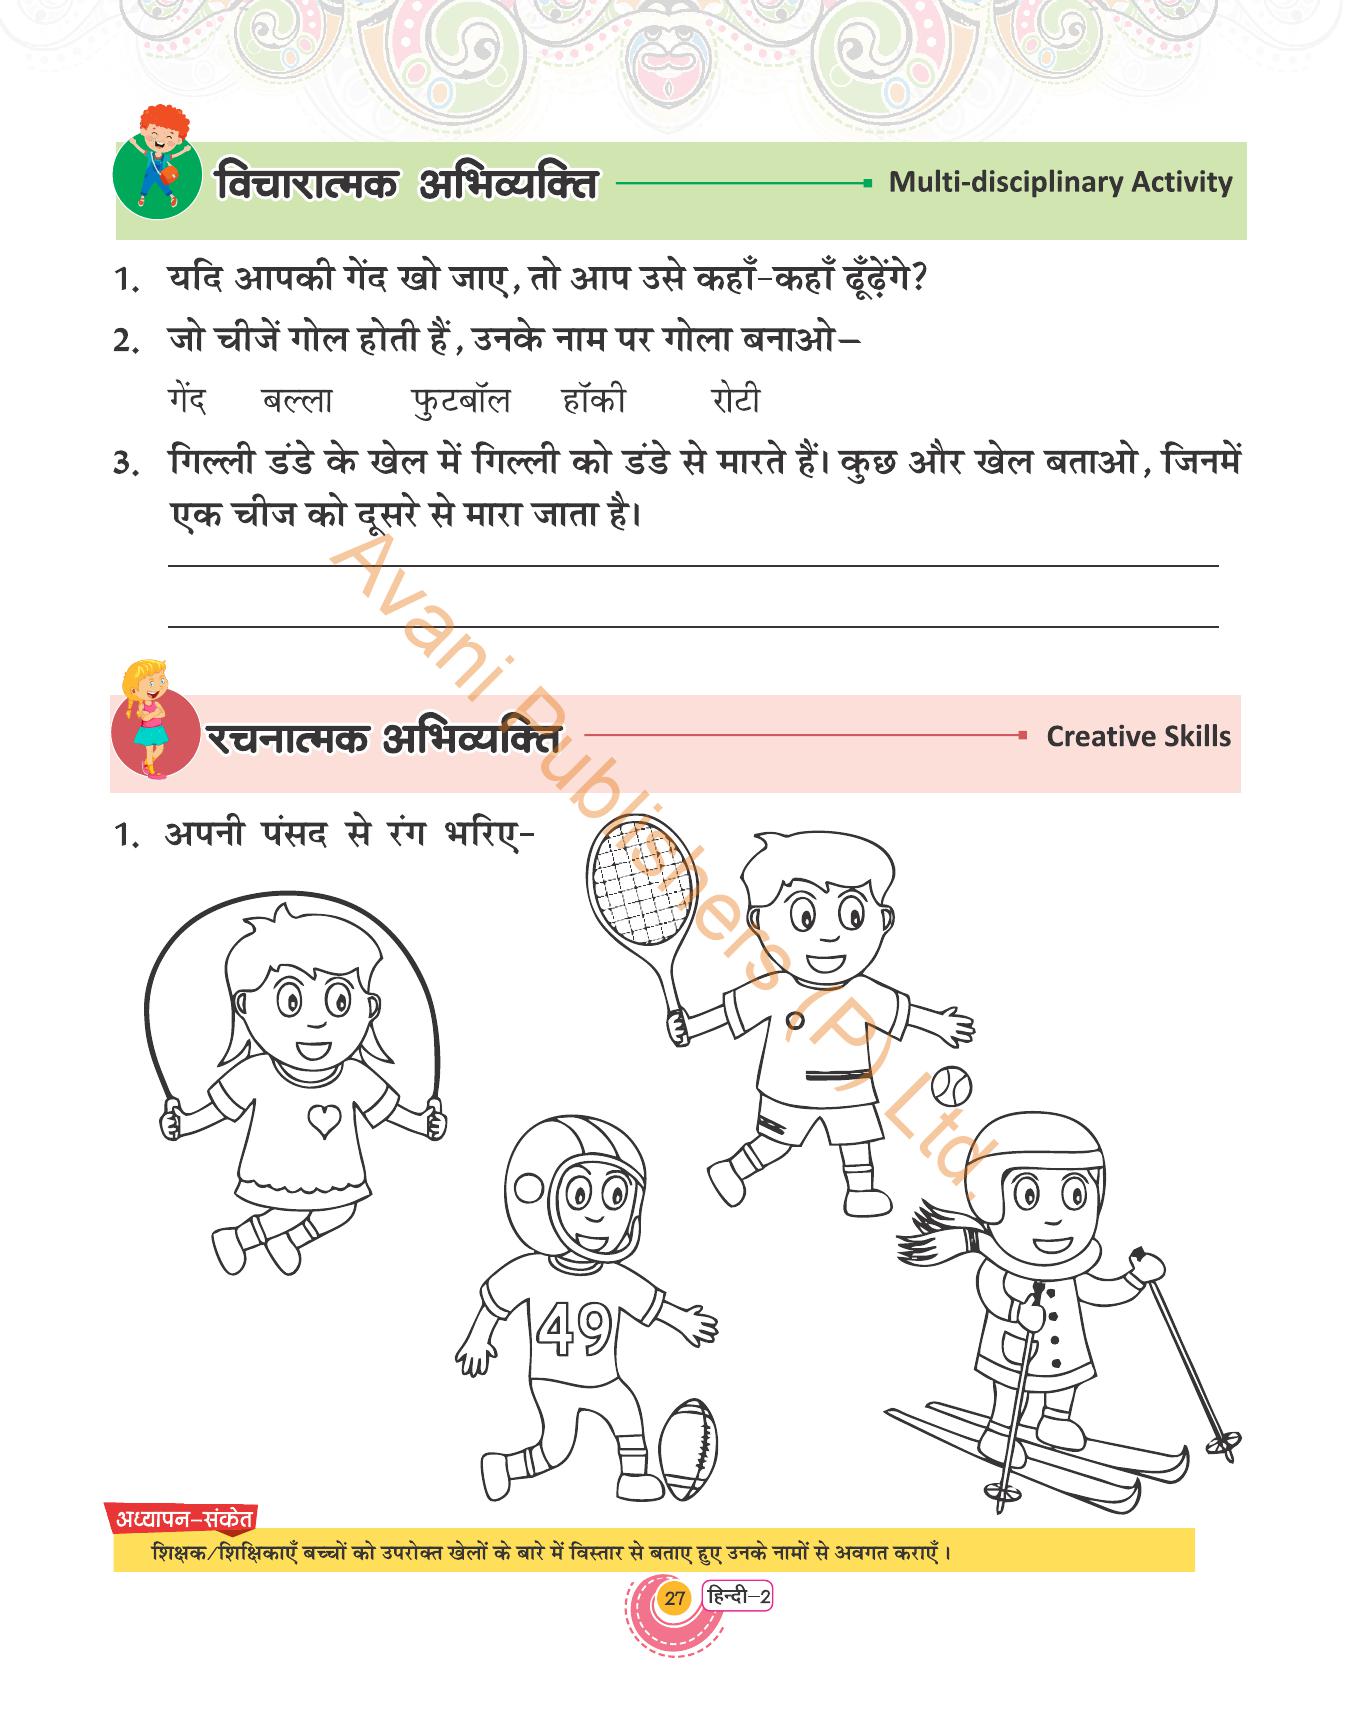 विचारात्मक अभिव्यक्ति Multi-disciplinary Activity
1. यदि आपकी गेंद खो जाए, तो आप उसे कहाँ-कहाँ ढूँढ़ेंगे?
2. जो चीजें गोल होती हैं, उनके नाम पर गोला बनाओ–
गेंद बल्ला फुटबॉल हॉकी रोटी
3. गिल्ली डंडे के खेल में गिल्ली को डंडे से मारते हैं। कुछ और खेल बताओ, जिनमें
एक चीज को दूसरे से मारा जाता है।
रचनात्मक अभिव्यक्ति Creative Skills
1. अपनी पंसद से रंग भरिए-
49
अध्यापन-संकेत
शिक्षक/शिक्षिकाएँ बच्चों को उपरोक्त खेलों के बारे में विस्तार से बताए हुए उनके नामों से अवगत कराएँ ।
27 हिन्दी-2
Avani Publishers (P) Ltd.